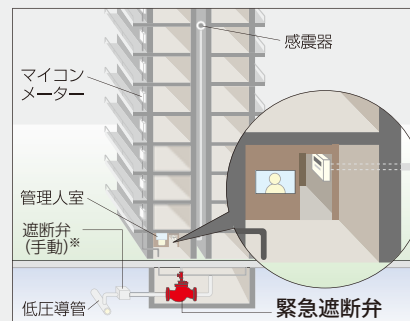 感震器
マイコン
メーター
管理人室
遮断弁
(手動)※
低圧導管
緊急遮断弁